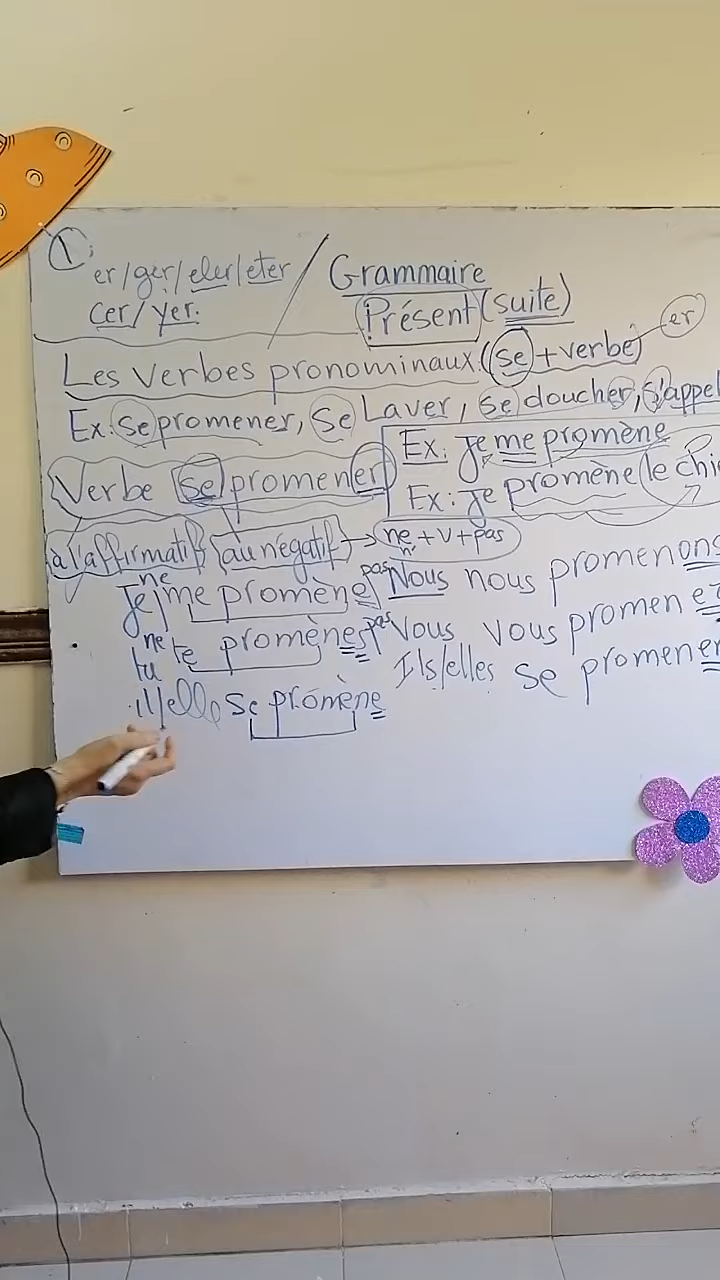 1
er/ger/eler/eter
cer/yer.
Grammaire
Présent (suite)
Les verbes pronominaux. (se + verbe) er
Ex: se promener, se Laver, se doucher, s'appel
Verbe se promener
Ex: Je me promène
Ex: Je promène le chi
à l'affirmatif au négatif → ne + v + pas
n'
Je ne me promène pas Nous nous promenons
tu ne te promènes pas Vous vous promenez
il/elle se promène Ils/elles se promenen